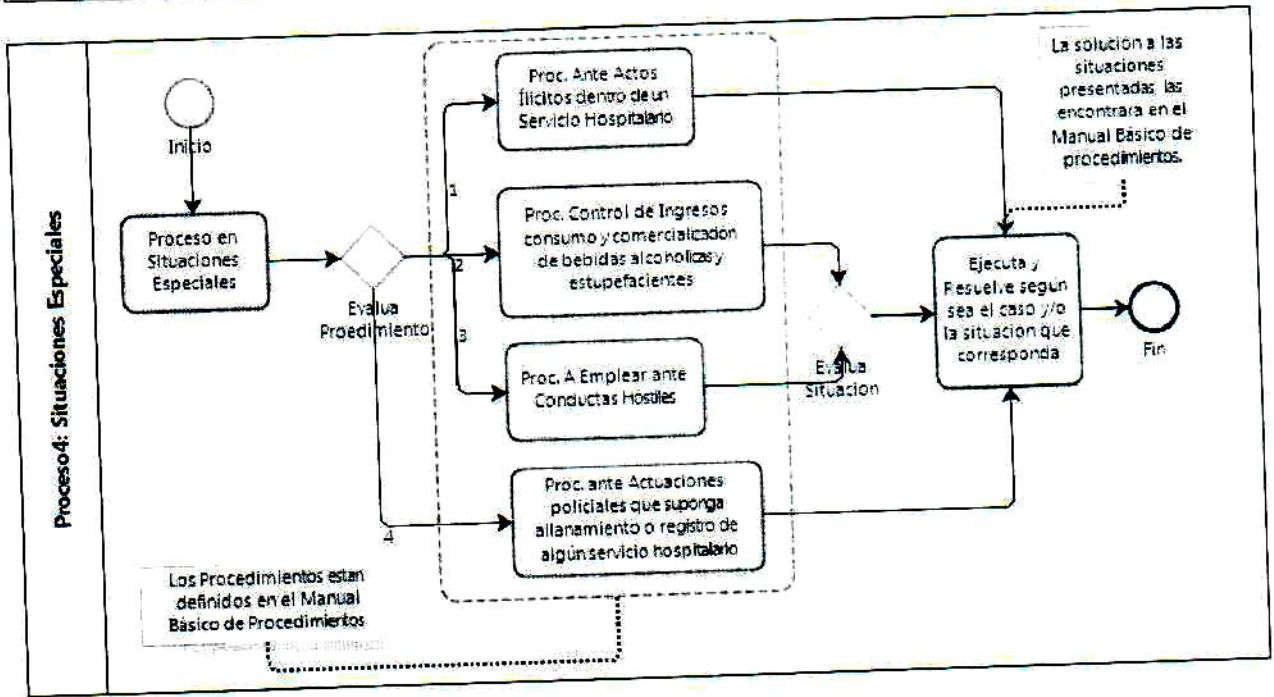 Proceso4: Situaciones Especiales
Inicio
Proceso en
Situaciones
Especiales
Evalua
Proedimiento
1
2
3
4
Proc. Ante Actos
Ílicitos dentro de un
Servicio Hospitalario
Proc. Control de Ingresos
consumo y comercialización
de bebidas alcoholicas y
estupefacientes
Proc. A Emplear ante
Conductas Hóstiles
Proc. ante Actuaciones
policiales que suponga
allanamiento o registro de
algún servicio hospitalario
Evalua
Situacion
La solución a las
situaciones
presentadas, las
encontrara en el
Manual Básico de
procedimientos.
Ejecuta y
Resuelve según
sea el caso y/o
la situacion que
corresponda
Fin
Los Procedimientos estan
definidos en el Manual
Básico de Procedimientos